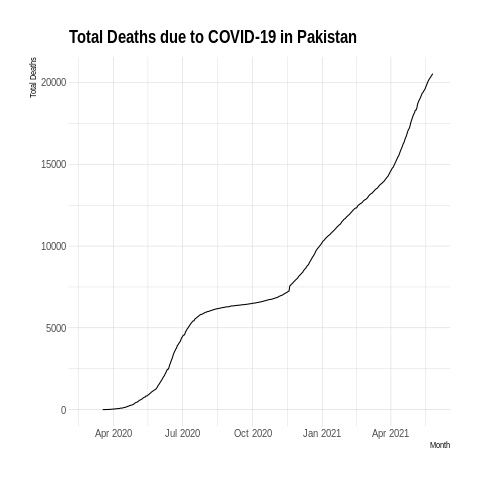 Total Deaths due to COVID-19 in Pakistan
Total Deaths
20000
15000
10000
5000
0
Apr 2020 Jul 2020 Oct 2020 Jan 2021 Apr 2021
Month